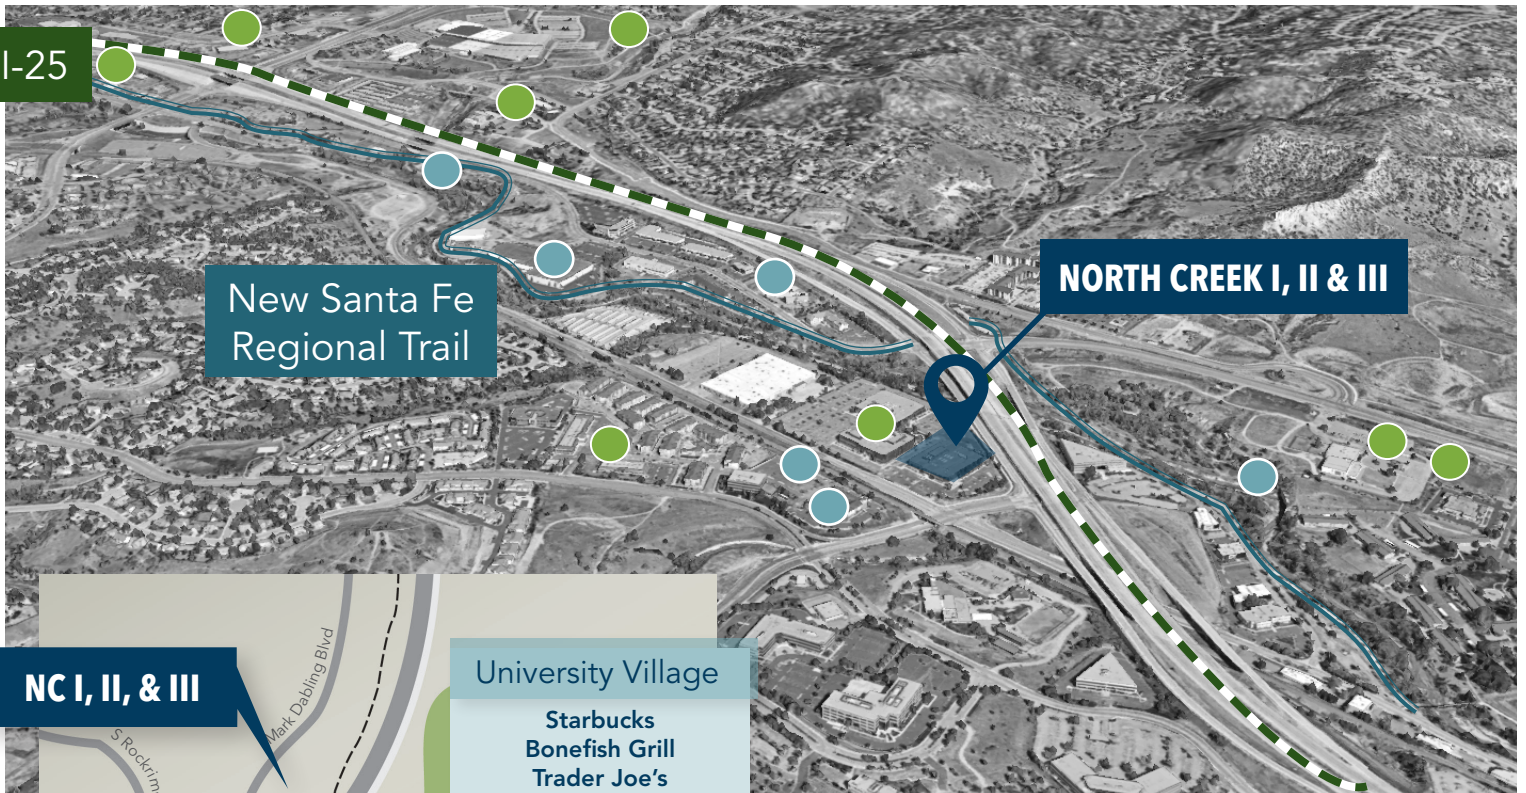 I-25
NORTH CREEK I, II & III
New Santa Fe
Regional Trail
NC I, II, & III
Mark Dabling Blvd
S Rockrim
University Village
Starbucks
Bonefish Grill
Trader Joe's